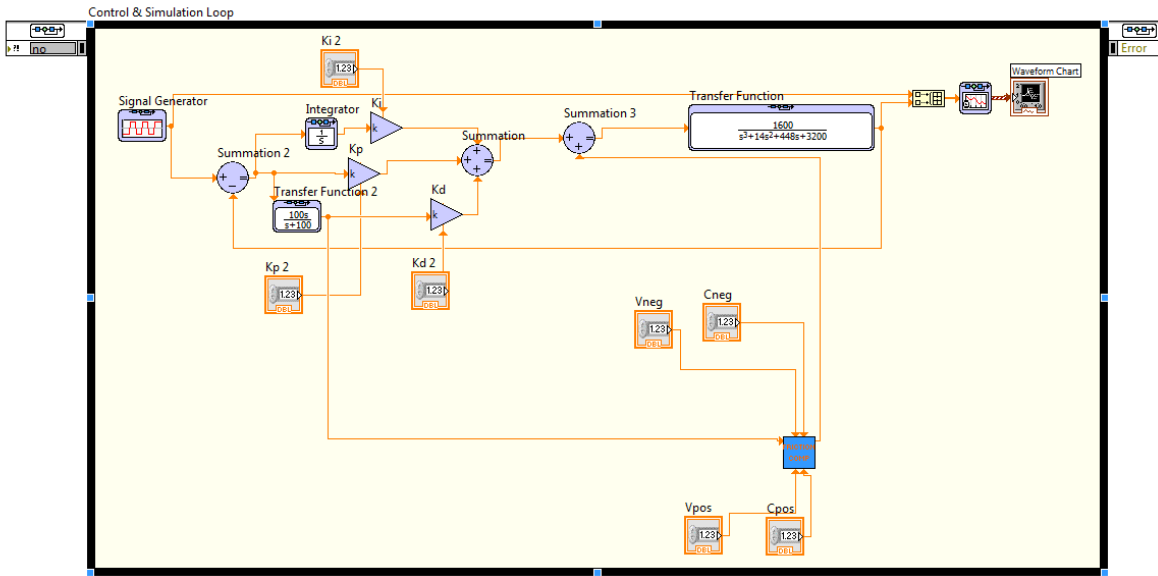 Control & Simulation Loop
?!
no
Error
Ki 2
1.23
DBL
Signal Generator
Integrator
1
s
Ki
k
Summation 2
+
−
=
Kp
k
Transfer Function 2
100s
s+100
Kd
k
Summation
+
+
+
=
Summation 3
+
+
=
Transfer Function
1600
s³+14s²+448s+3200
Waveform Chart
Kp 2
1.23
DBL
Kd 2
1.23
DBL
Vneg
1.23
DBL
Cneg
1.23
DBL
Vpos
1.23
DBL
Cpos
1.23
DBL